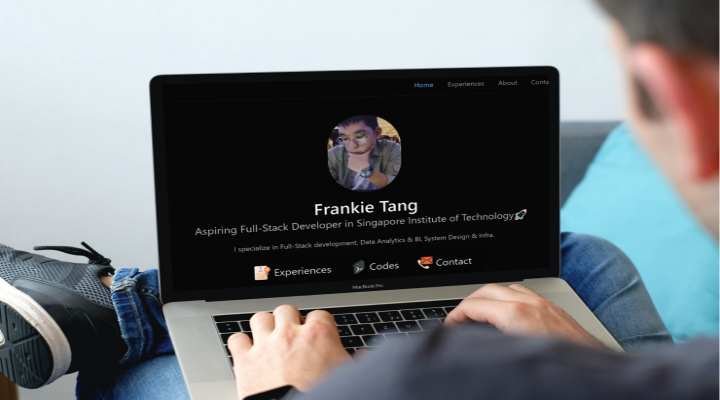 Home Experiences About Conta
Frankie Tang
Aspiring Full-Stack Developer in Singapore Institute of Technology🚀
I specialize in Full-Stack development, Data Analytics & BI, System Design & Infra.
Experiences Codes Contact
MacBook Pro